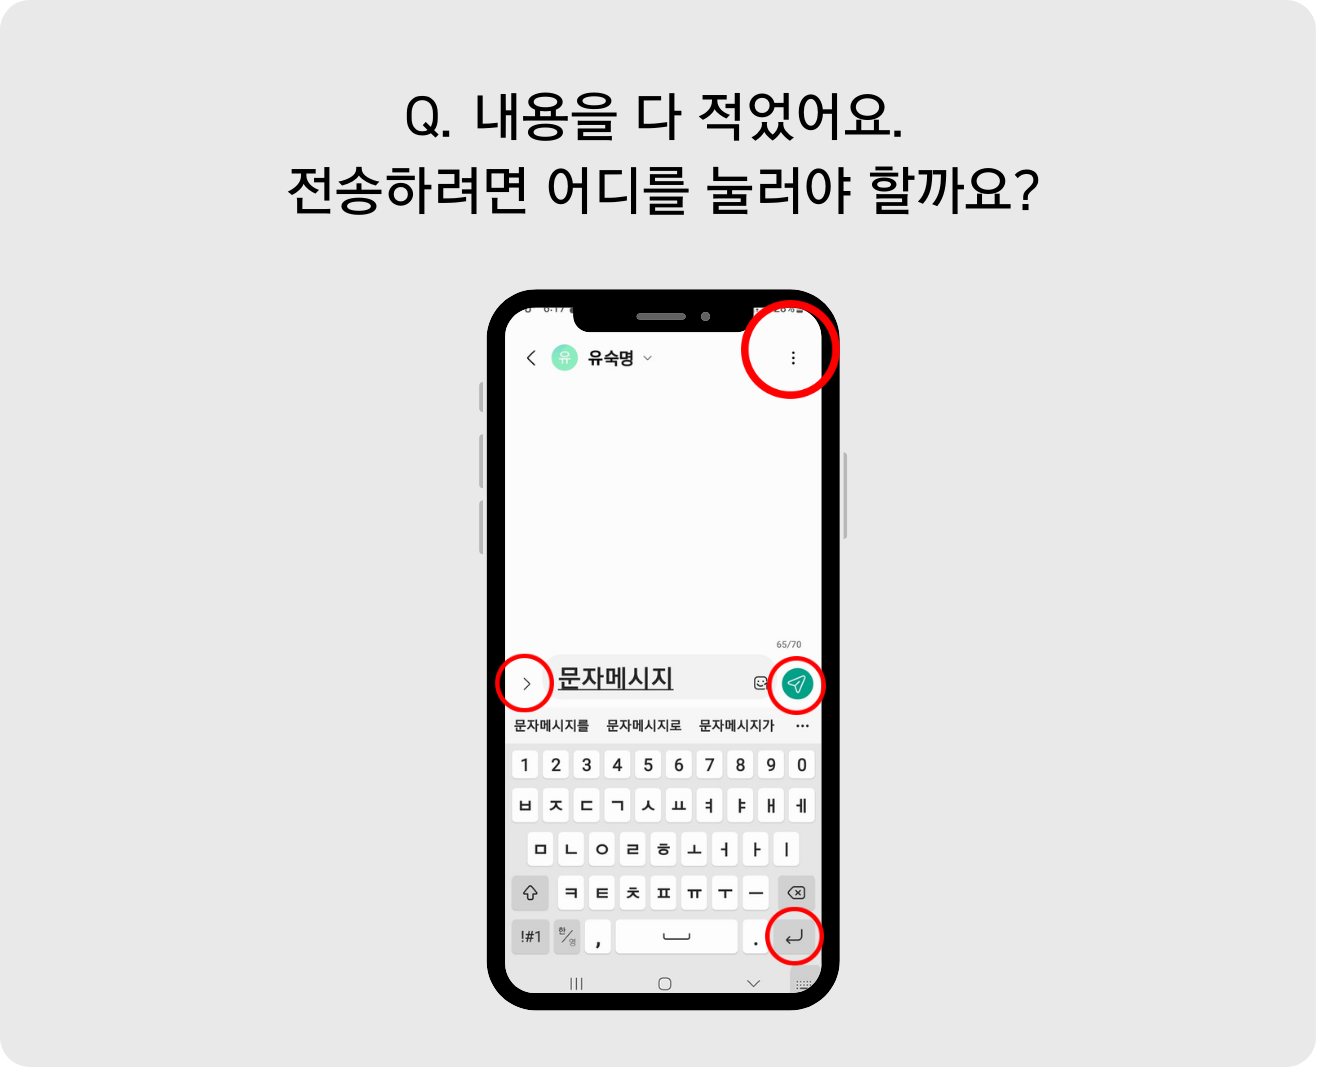 Q. 내용을 다 적었어요.
전송하려면 어디를 눌러야 할까요?
유 유숙명
65/70
문자메시지
문자메시지를 문자메시지로 문자메시지가 ...
1 2 3 4 5 6 7 8 9 0
ㅂ ㅈ ㄷ ㄱ ㅅ ㅛ ㅕ ㅑ ㅐ ㅔ
ㅁ ㄴ ㅇ ㄹ ㅎ ㅗ ㅓ ㅏ ㅣ
ㅋ ㅌ ㅊ ㅍ ㅠ ㅜ ㅡ
!#1 한/영 , .